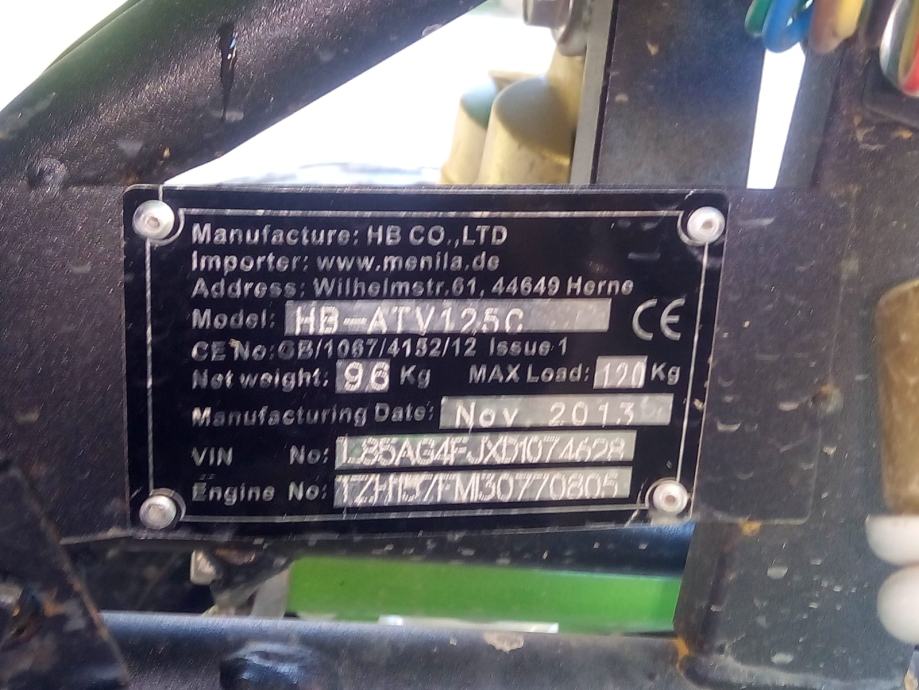 Manufacture: HB CO.,LTD
Importer: www.menila.de
Address: Wilhelmstr.61, 44649 Herne
Model: HB-ATV125C
CE
CE No:GB/1067/4152/12 Issue 1
Net weight: 96 Kg MAX Load: 120 Kg
Manufacturing Date: Nov. 2013
VIN No: L85AG4FJXD1074628
Engine No: 1ZH157FMI30770805